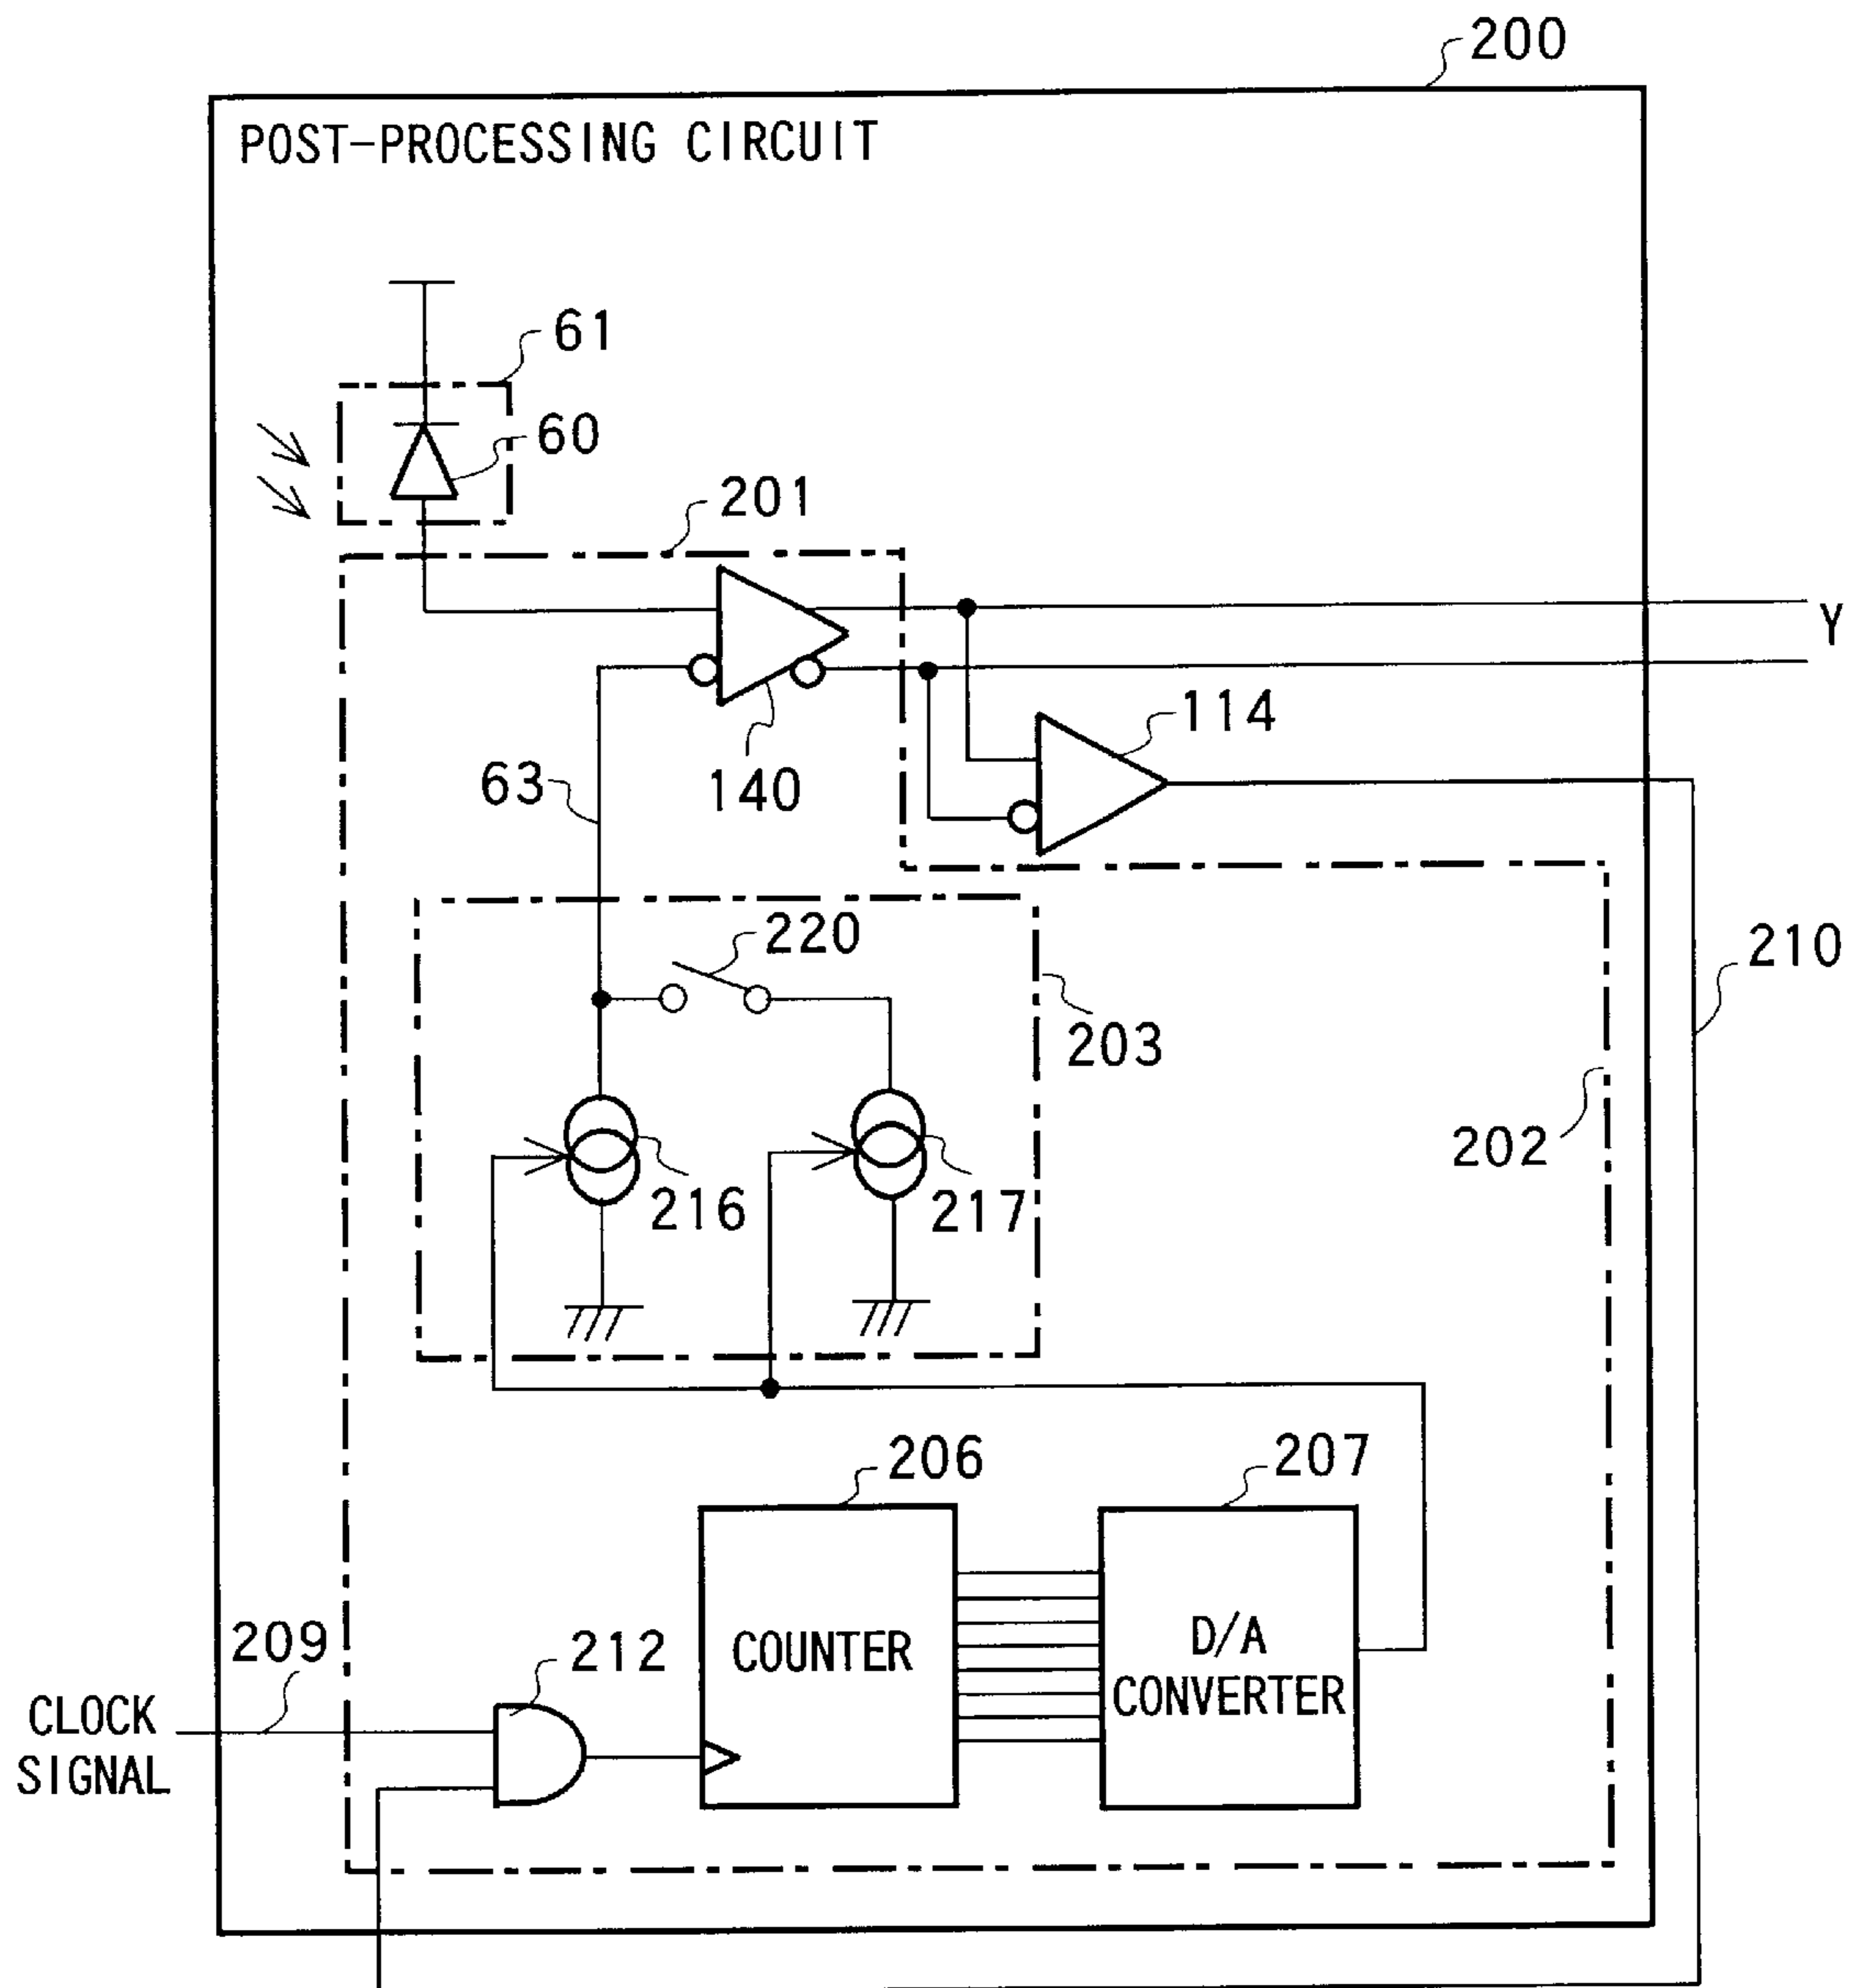 200
POST-PROCESSING CIRCUIT
61
60
201
Y
114
140
63
220
210
203
202
216
217
206
207
209
212
COUNTER
D/A
CONVERTER
CLOCK
SIGNAL